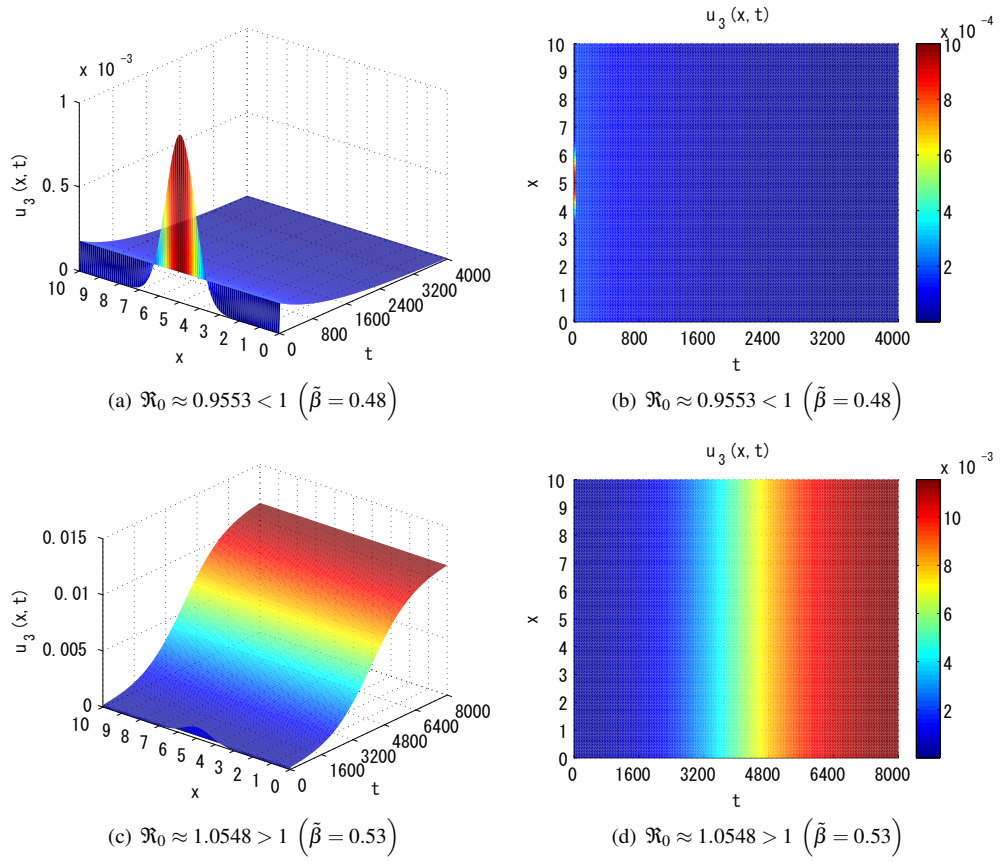 x 10 -3
1
0.5
0
u3(x,t)
10 9 8 7 6 5 4 3 2 1 0
x
0 800 1600 2400 3200 4000
t
(a) ℜ0 ≈ 0.9553 < 1 (β̃ = 0.48)
u3(x,t)
x 10 -4
10
9
8
7
6
5
4
3
2
1
0
x
0 800 1600 2400 3200 4000
t
10
8
6
4
2
(b) ℜ0 ≈ 0.9553 < 1 (β̃ = 0.48)
0.015
0.01
0.005
0
u3(x,t)
10 9 8 7 6 5 4 3 2 1 0
x
0 1600 3200 4800 6400 8000
t
(c) ℜ0 ≈ 1.0548 > 1 (β̃ = 0.53)
u3(x,t)
x 10 -3
10
9
8
7
6
5
4
3
2
1
0
x
0 1600 3200 4800 6400 8000
t
10
8
6
4
2
(d) ℜ0 ≈ 1.0548 > 1 (β̃ = 0.53)